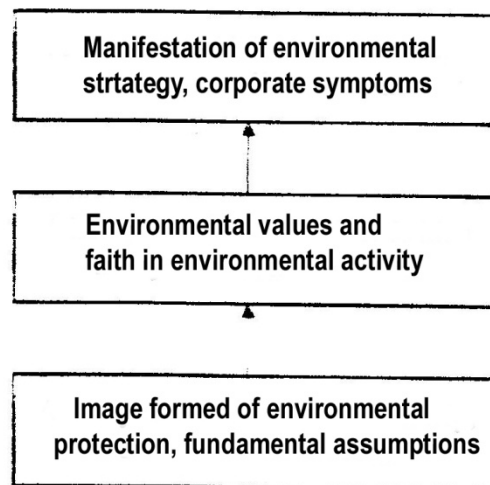 Manifestation of environmental
strtategy, corporate symptoms
Environmental values and
faith in environmental activity
Image formed of environmental
protection, fundamental assumptions